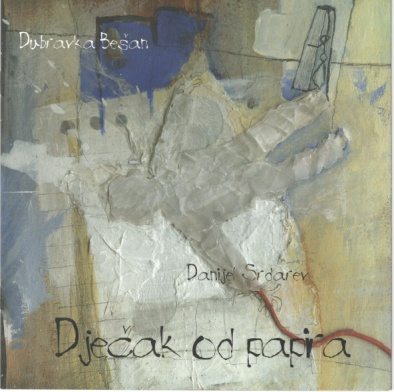 Dubravka Bešan
Danijel Srdarev
Dječak od papira